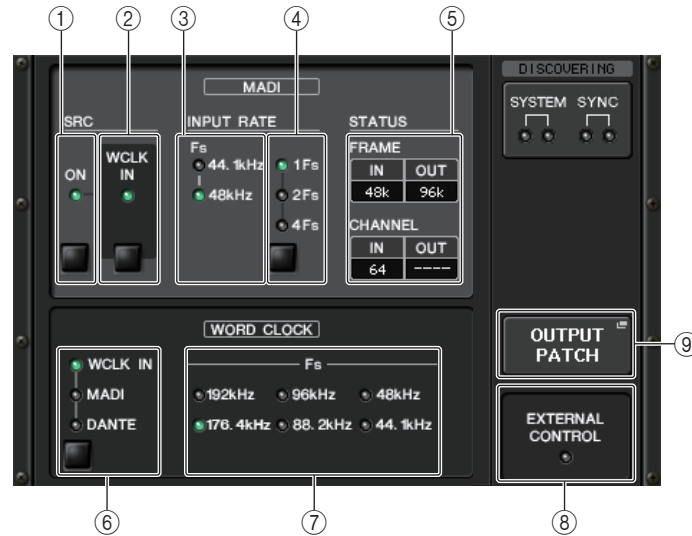 ① ② ③ ④ ⑤
DISCOVERING
MADI
SYSTEM SYNC
SRC INPUT RATE STATUS
WCLK IN
ON
Fs
44.1kHz
48kHz
1Fs
2Fs
4Fs
FRAME
IN OUT
48k 96k
CHANNEL
IN OUT
64 ----
WORD CLOCK
WCLK IN
MADI
DANTE
Fs
192kHz 96kHz 48kHz
176.4kHz 88.2kHz 44.1kHz
OUTPUT
PATCH
⑨
EXTERNAL
CONTROL
⑥ ⑦ ⑧